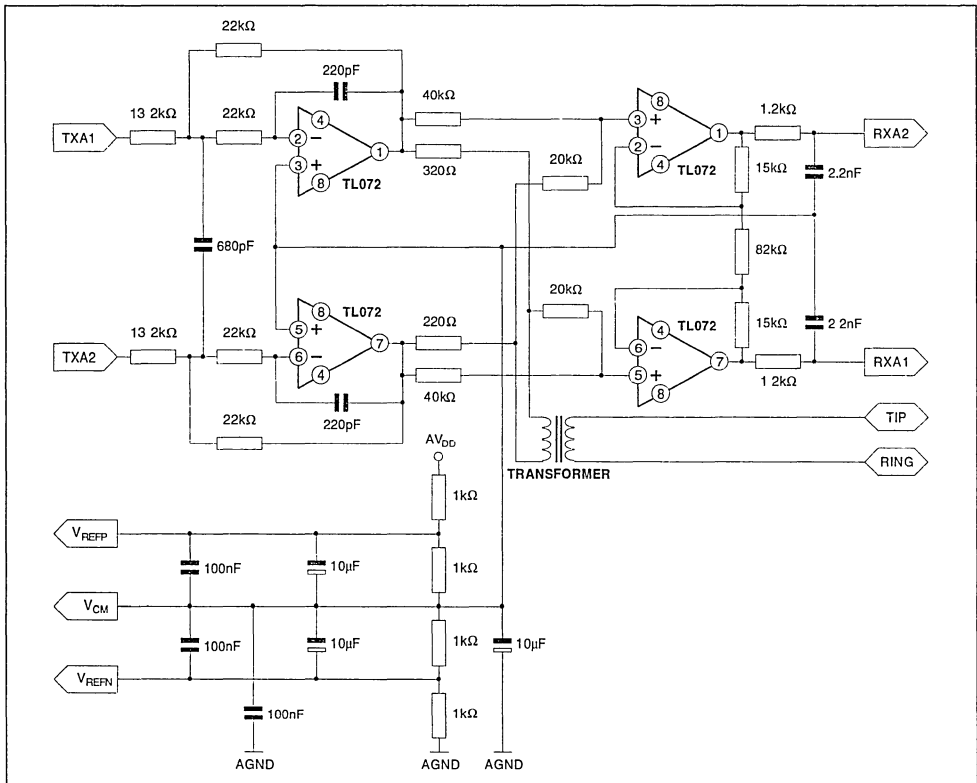 22kΩ
220pF
13 2kΩ
22kΩ
40kΩ
1.2kΩ
TXA1
4
8
2
−
3
+
1
8
TL072
320Ω
3
+
2
−
1
4
TL072
RXA2
20kΩ
15kΩ
2.2nF
680pF
82kΩ
20kΩ
13 2kΩ
22kΩ
TL072
8
5
+
6
−
7
4
220Ω
TXA2
TL072
4
6
−
5
+
7
8
15kΩ
2 2nF
RXA1
1 2kΩ
40kΩ
220pF
22kΩ
TIP
RING
TRANSFORMER
AVDD
1kΩ
VREFP
100nF
10µF
1kΩ
VCM
100nF
10µF
1kΩ
10µF
VREFN
100nF
1kΩ
AGND
AGND
AGND